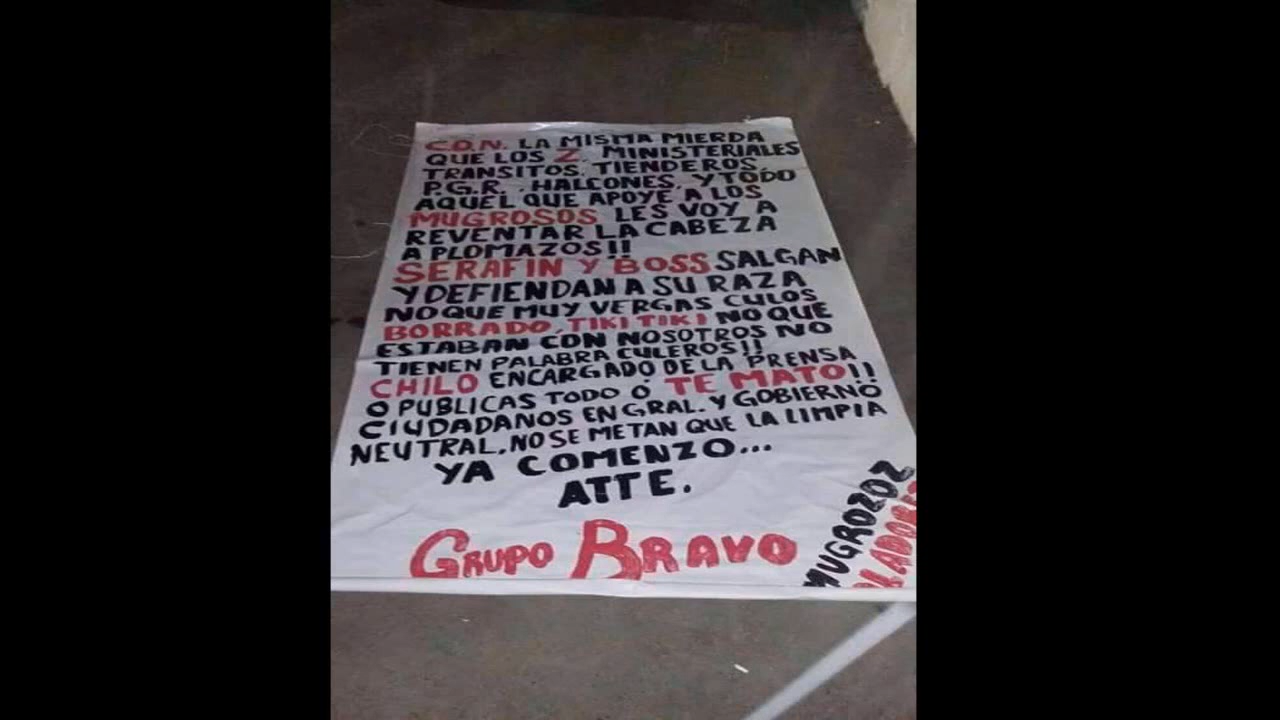 C.D.N. LA MISMA MIERDA
QUE LOS Z. MINISTERIALES
TRANSITOS, TIENDEROS,
P.G.R., HALCONES, Y TODO
AQUEL QUE APOYE A LOS
MUGROSOS LES VOY A
REVENTAR LA CABEZA
A PLOMAZOS!!
SERAFIN Y BOSS SALGAN
Y DEFIENDAN A SU RAZA
NO QUE MUY VERGAS CULOS
BORRADO, TIKI TIKI NO QUE
ESTABAN CON NOSOTROS NO
TIENEN PALABRA CULEROS!!
CHILO ENCARGADO DE LA PRENSA
O PUBLICAS TODO O TE MATO!!
CIUDADANOS EN GRAL. Y GOBIERNO
NEUTRAL. NO SE METAN QUE LA LIMPIA
YA COMENZO...
ATTE.
GRUPO BRAVO
MUGROZOZ